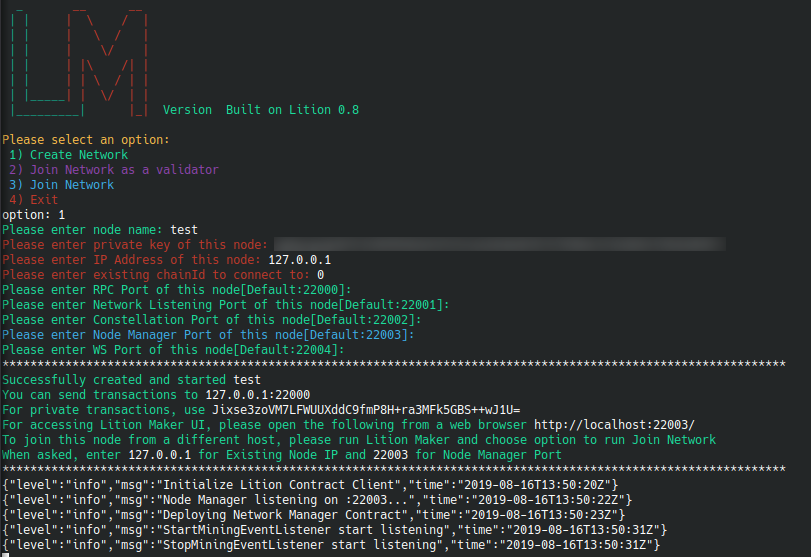 Version  Built on Lition 0.8
Please select an option:
1) Create Network
2) Join Network as a validator
3) Join Network
4) Exit
option: 1
Please enter node name: test
Please enter private key of this node:
Please enter IP Address of this node: 127.0.0.1
Please enter existing chainId to connect to: 0
Please enter RPC Port of this node[Default:22000]:
Please enter Network Listening Port of this node[Default:22001]:
Please enter Constellation Port of this node[Default:22002]:
Please enter Node Manager Port of this node[Default:22003]:
Please enter WS Port of this node[Default:22004]:
****************************************************************************************************************
Successfully created and started test
You can send transactions to 127.0.0.1:22000
For private transactions, use Jixse3zoVM7LFWUUXddC9fmP8H+ra3MFk5GBS++wJ1U=
For accessing Lition Maker UI, please open the following from a web browser http://localhost:22003/
To join this node from a different host, please run Lition Maker and choose option to run Join Network
When asked, enter 127.0.0.1 for Existing Node IP and 22003 for Node Manager Port
****************************************************************************************************************
{"level":"info","msg":"Initialize Lition Contract Client","time":"2019-08-16T13:50:20Z"}
{"level":"info","msg":"Node Manager listening on :22003...","time":"2019-08-16T13:50:22Z"}
{"level":"info","msg":"Deploying Network Manager Contract","time":"2019-08-16T13:50:23Z"}
{"level":"info","msg":"StartMiningEventListener start listening","time":"2019-08-16T13:50:31Z"}
{"level":"info","msg":"StopMiningEventListener start listening","time":"2019-08-16T13:50:31Z"}